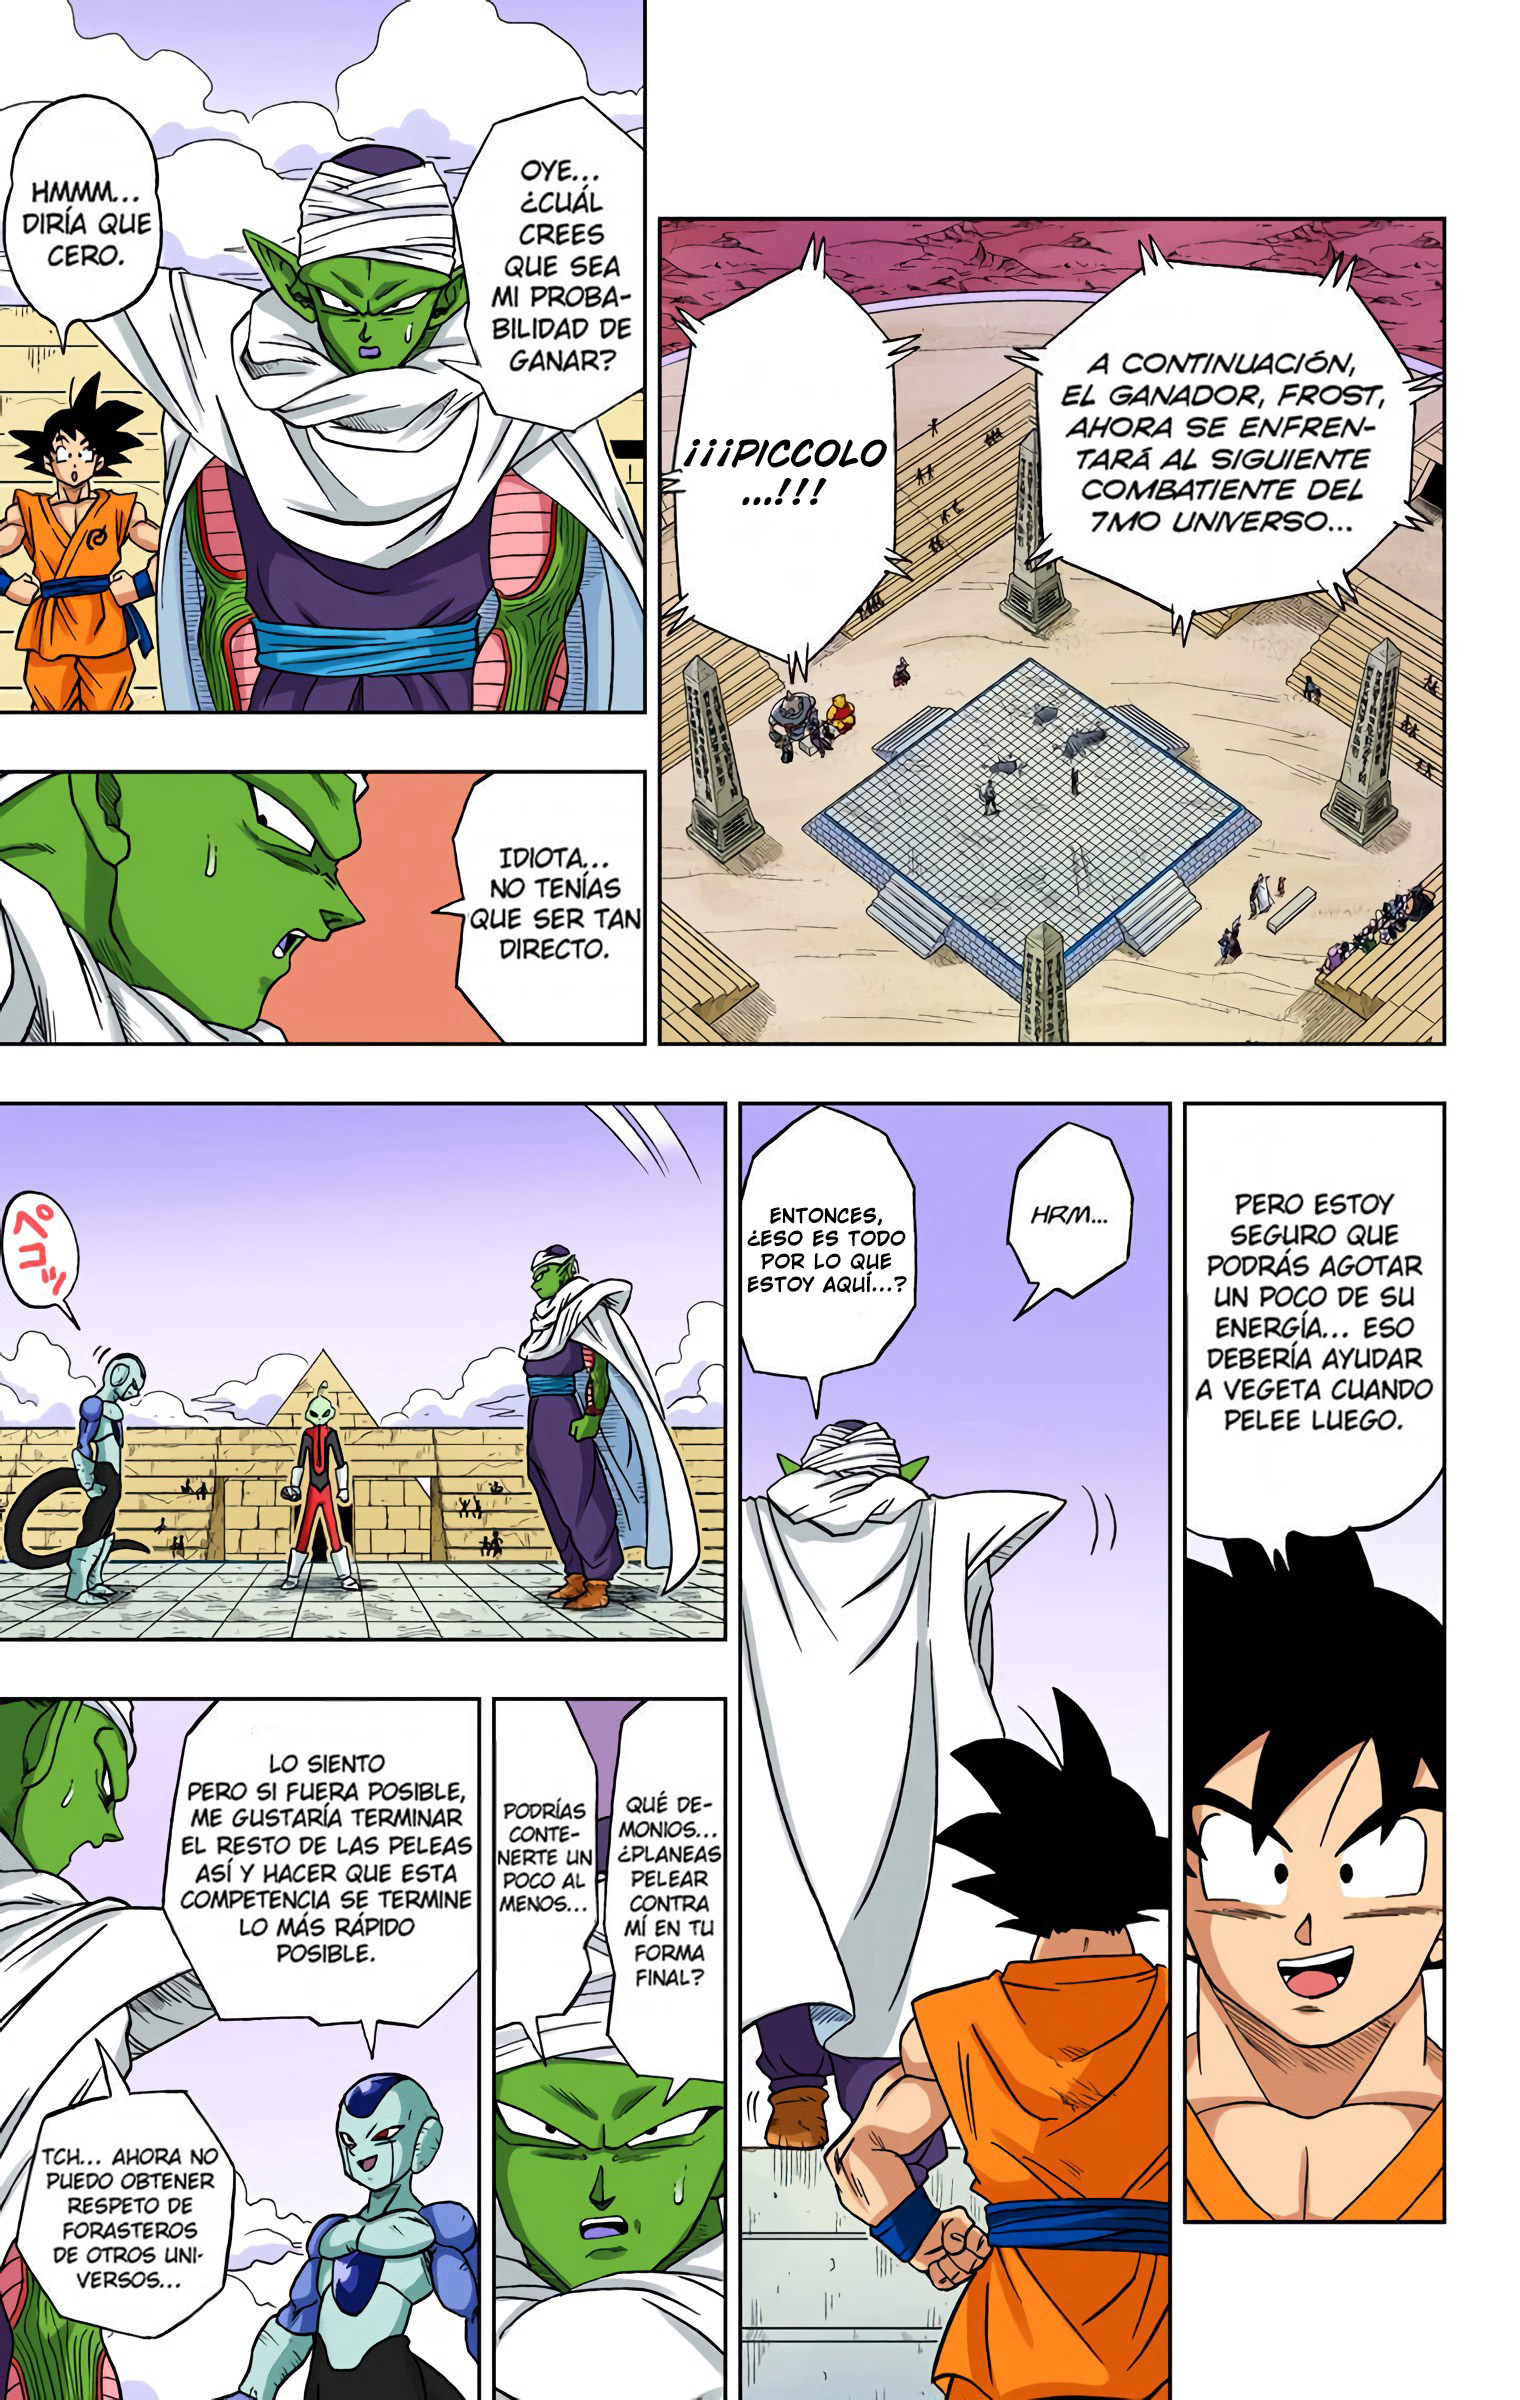 A CONTINUACIÓN,
EL GANADOR, FROST,
AHORA SE ENFREN-
TARÁ AL SIGUIENTE
COMBATIENTE DEL
7MO UNIVERSO...
¡¡¡PICCOLO
...!!!
OYE...
¿CUÁL
CREES
QUE SEA
MI PROBA-
BILIDAD DE
GANAR?
HMMM...
DIRÍA QUE
CERO.
IDIOTA...
NO TENÍAS
QUE SER TAN
DIRECTO.
PERO ESTOY
SEGURO QUE
PODRÁS AGOTAR
UN POCO DE SU
ENERGÍA... ESO
DEBERÍA AYUDAR
A VEGETA CUANDO
PELEE LUEGO.
HRM...
ENTONCES,
¿ESO ES TODO
POR LO QUE
ESTOY AQUÍ...?
ペコッ
QUÉ DE-
MONIOS...
¿PLANEAS
PELEAR
CONTRA
MÍ EN TU
FORMA
FINAL?
PODRÍAS
CONTE-
NERTE UN
POCO AL
MENOS...
LO SIENTO
PERO SI FUERA POSIBLE,
ME GUSTARÍA TERMINAR
EL RESTO DE LAS PELEAS
ASÍ Y HACER QUE ESTA
COMPETENCIA SE TERMINE
LO MÁS RÁPIDO
POSIBLE.
TCH... AHORA NO
PUEDO OBTENER
RESPETO DE
FORASTEROS
DE OTROS UNI-
VERSOS...